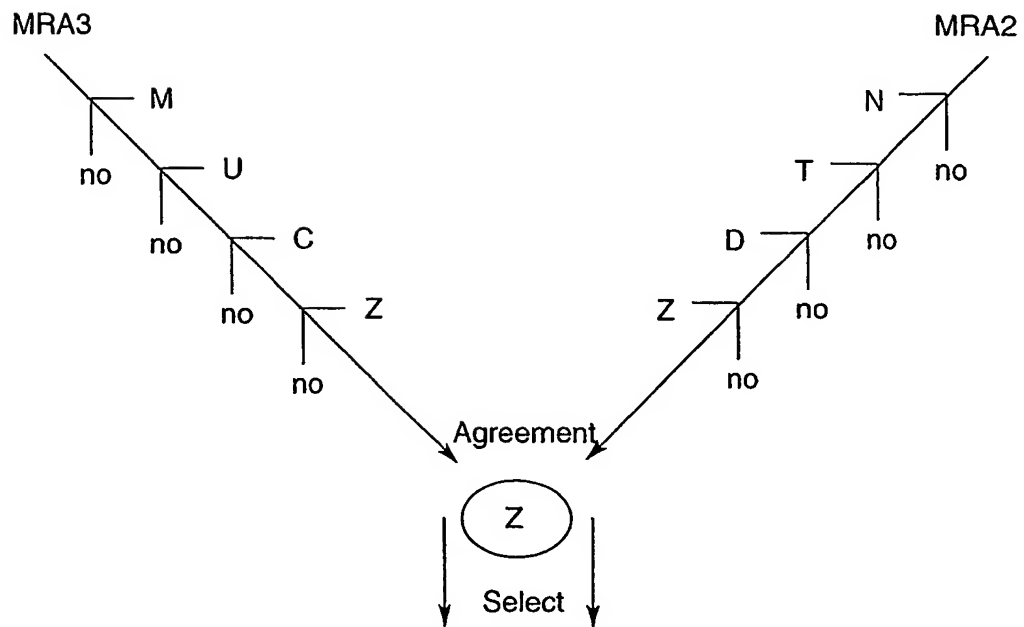 MRA3 MRA2
M N
no no
U T
no no
C D
no no
Z Z
no no
Agreement
Z
Select